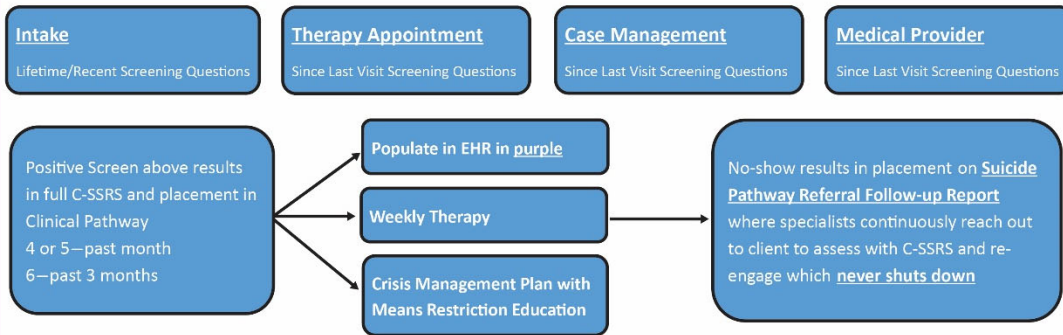 Intake
Lifetime/Recent Screening Questions
Therapy Appointment
Since Last Visit Screening Questions
Case Management
Since Last Visit Screening Questions
Medical Provider
Since Last Visit Screening Questions
Positive Screen above results
in full C-SSRS and placement in
Clinical Pathway
4 or 5—past month
6—past 3 months
Populate in EHR in purple
Weekly Therapy
Crisis Management Plan with
Means Restriction Education
No-show results in placement on Suicide
Pathway Referral Follow-up Report
where specialists continuously reach out
to client to assess with C-SSRS and re-
engage which never shuts down